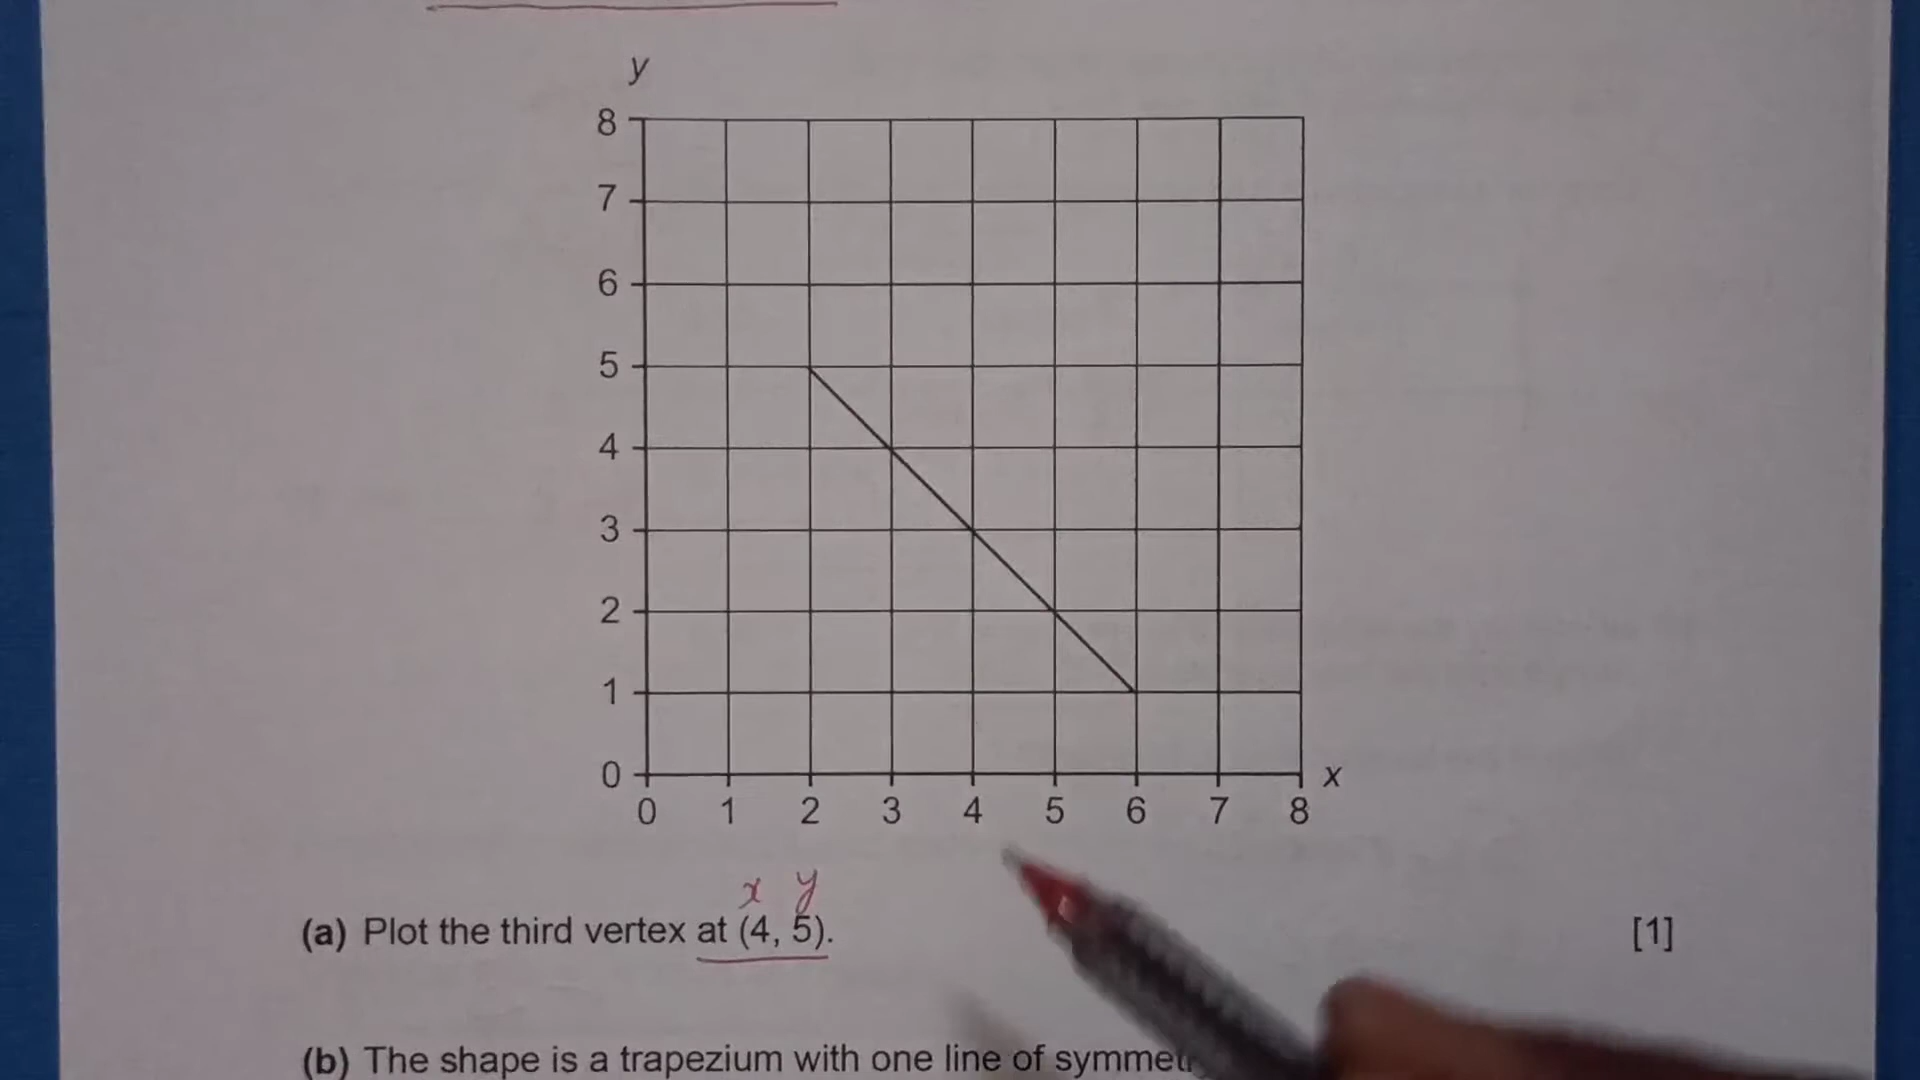 y
8
7
6
5
4
3
2
1
0
x
0 1 2 3 4 5 6 7 8
x y
(a) Plot the third vertex at (4, 5). [1]
(b) The shape is a trapezium with one line of